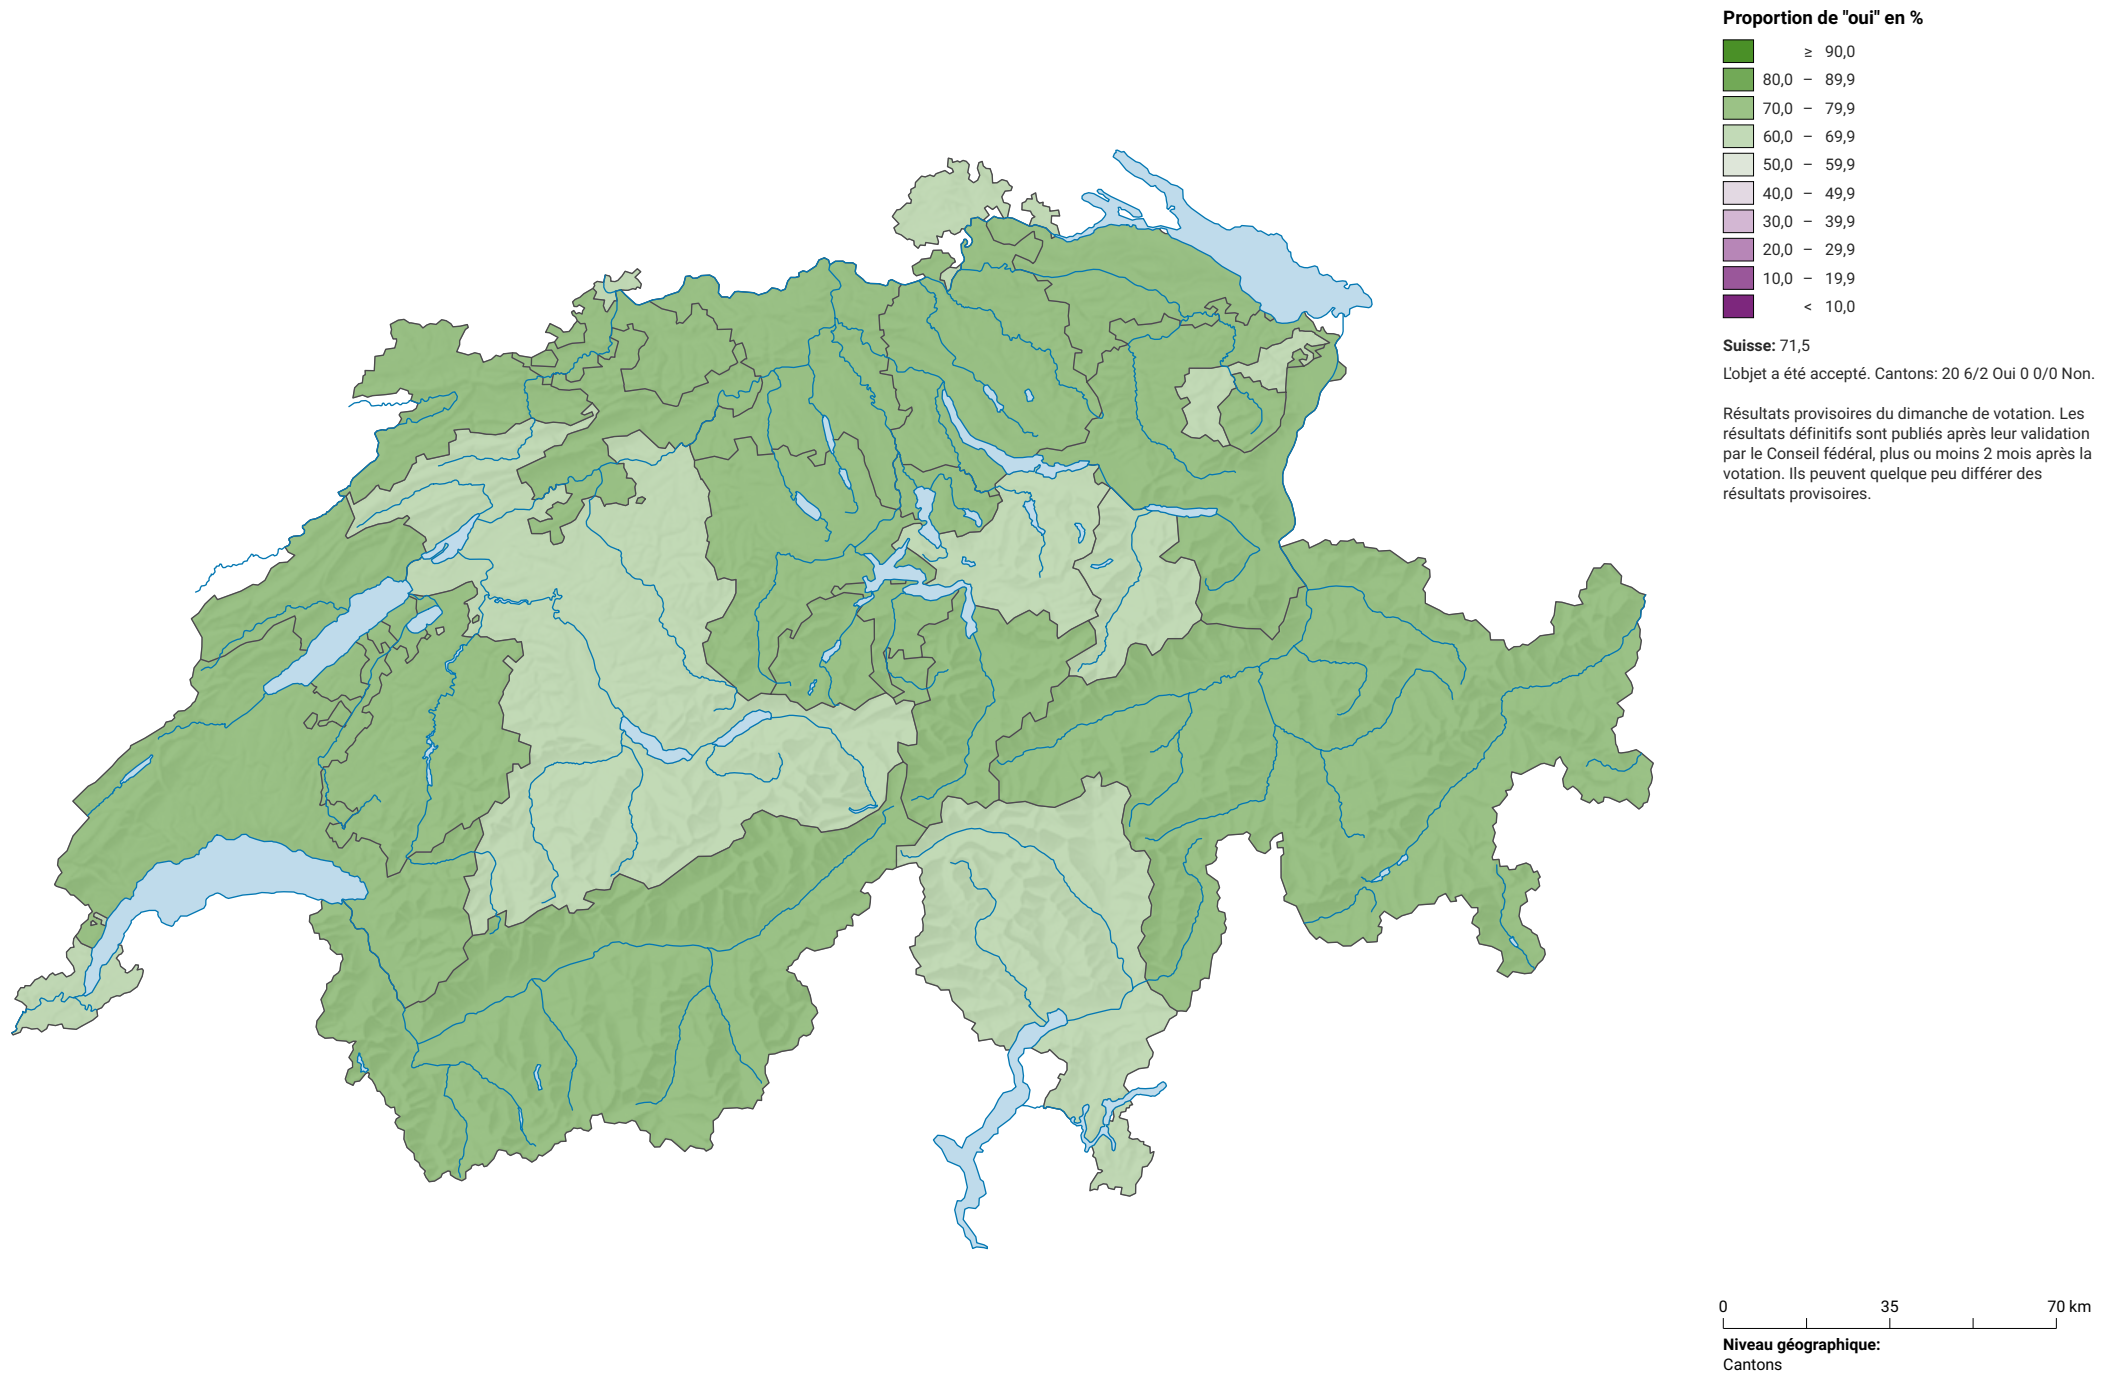 Proportion de "oui" en %
≥ 90,0
80,0 – 89,9
70,0 – 79,9
60,0 – 69,9
50,0 – 59,9
40,0 – 49,9
30,0 – 39,9
20,0 – 29,9
10,0 – 19,9
< 10,0
Suisse: 71,5
L'objet a été accepté. Cantons: 20 6/2 Oui 0 0/0 Non.
Résultats provisoires du dimanche de votation. Les
résultats définitifs sont publiés après leur validation
par le Conseil fédéral, plus ou moins 2 mois après la
votation. Ils peuvent quelque peu différer des
résultats provisoires.
0 35 70 km
Niveau géographique:
Cantons